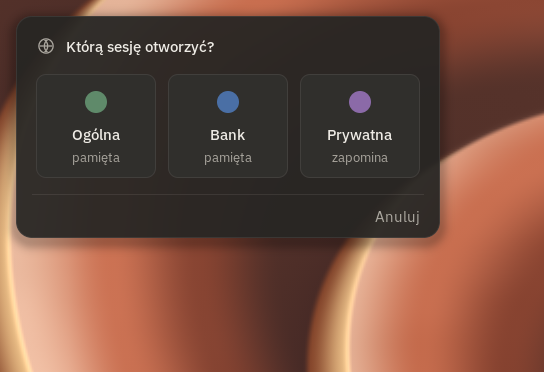 Którą sesję otworzyć?
Ogólna Bank Prywatna
pamięta pamięta zapomina
Anuluj